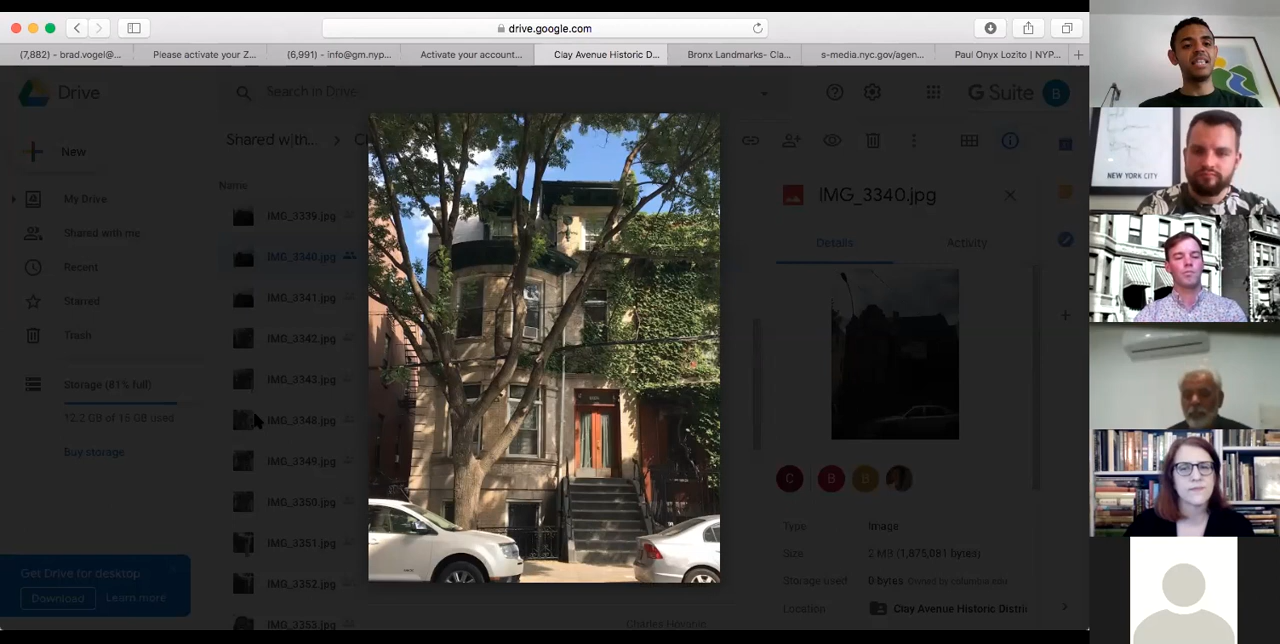 drive.google.com
(7,882) - brad.vogel@...
Please activate your Z...
(6,991) - info@gm.nyp...
Activate your account...
Clay Avenue Historic D...
Bronx Landmarks- Cla...
s-media.nyc.gov/agen...
Paul Onyx Lozito | NYP...
Drive
Search in Drive
G Suite
B
New
Shared with...
My Drive
Shared with me
Recent
Starred
Trash
Storage (81% full)
12.2 GB of 15 GB used
Buy storage
Get Drive for desktop
Download
Learn more
Name
IMG_3339.jpg
IMG_3340.jpg
IMG_3341.jpg
IMG_3342.jpg
IMG_3343.jpg
IMG_3348.jpg
IMG_3349.jpg
IMG_3350.jpg
IMG_3351.jpg
IMG_3352.jpg
IMG_3353.jpg
IMG_3340.jpg
Details
Activity
C
B
B
Type
Image
Size
2 MB (1,875,081 bytes)
Storage used
0 bytes
Owned by columbia.edu
Location
Clay Avenue Historic Distri
NEW YORK CITY